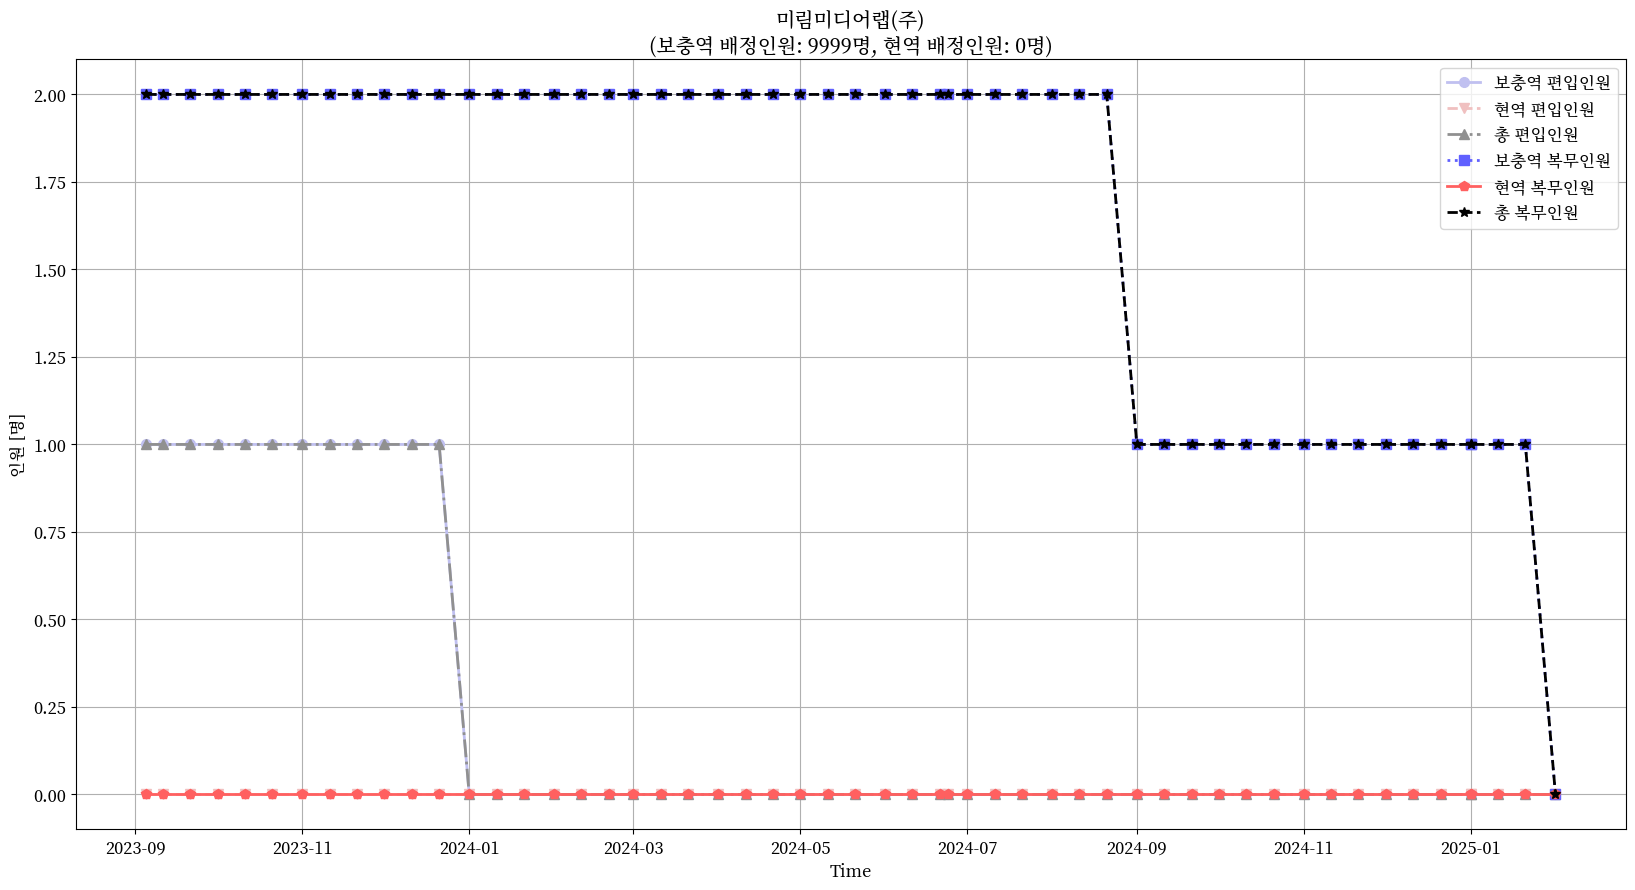 미림미디어랩(주)
(보충역 배정인원: 9999명, 현역 배정인원: 0명)
보충역 편입인원
현역 편입인원
총 편입인원
보충역 복무인원
현역 복무인원
총 복무인원
인원 [명]
2.00
1.75
1.50
1.25
1.00
0.75
0.50
0.25
0.00
2023-09 2023-11 2024-01 2024-03 2024-05 2024-07 2024-09 2024-11 2025-01
Time